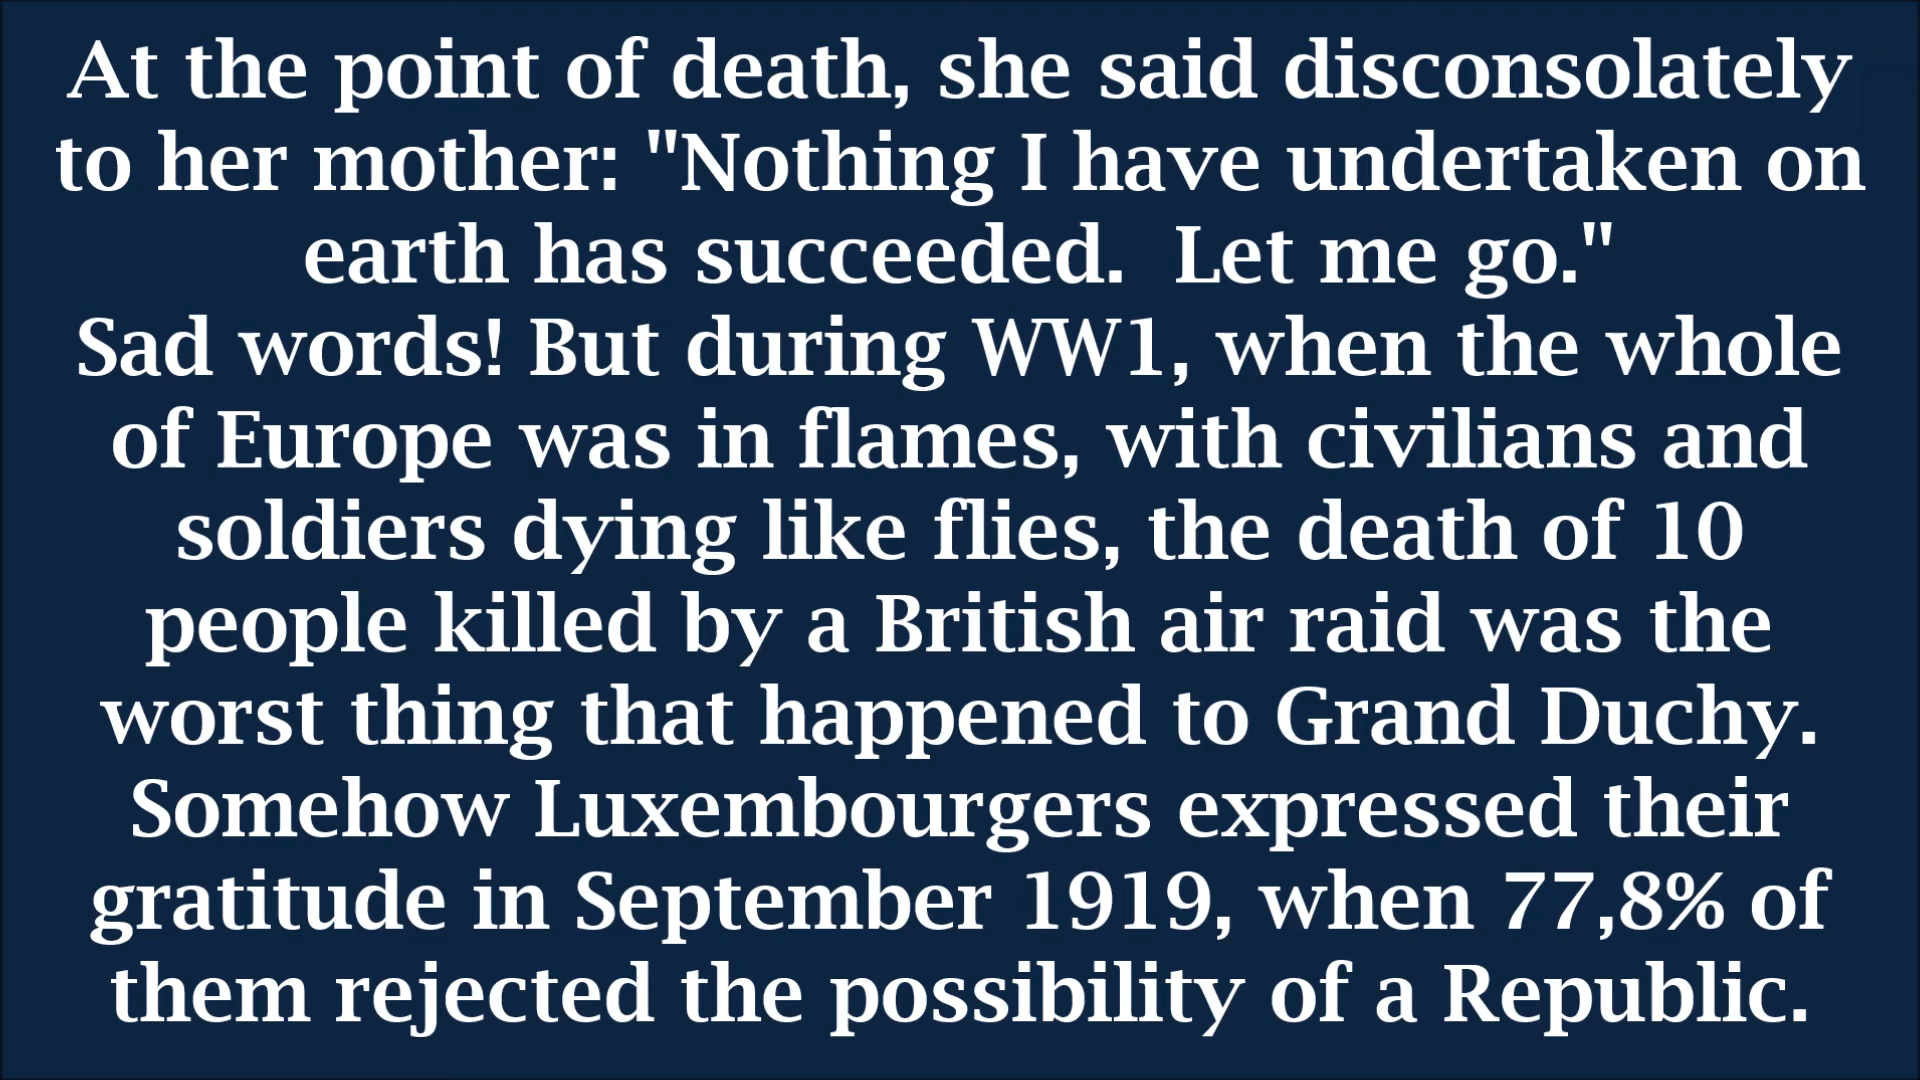 At the point of death, she said disconsolately
to her mother: "Nothing I have undertaken on
earth has succeeded.  Let me go."
Sad words! But during WW1, when the whole
of Europe was in flames, with civilians and
soldiers dying like flies, the death of 10
people killed by a British air raid was the
worst thing that happened to Grand Duchy.
Somehow Luxembourgers expressed their
gratitude in September 1919, when 77,8% of
them rejected the possibility of a Republic.